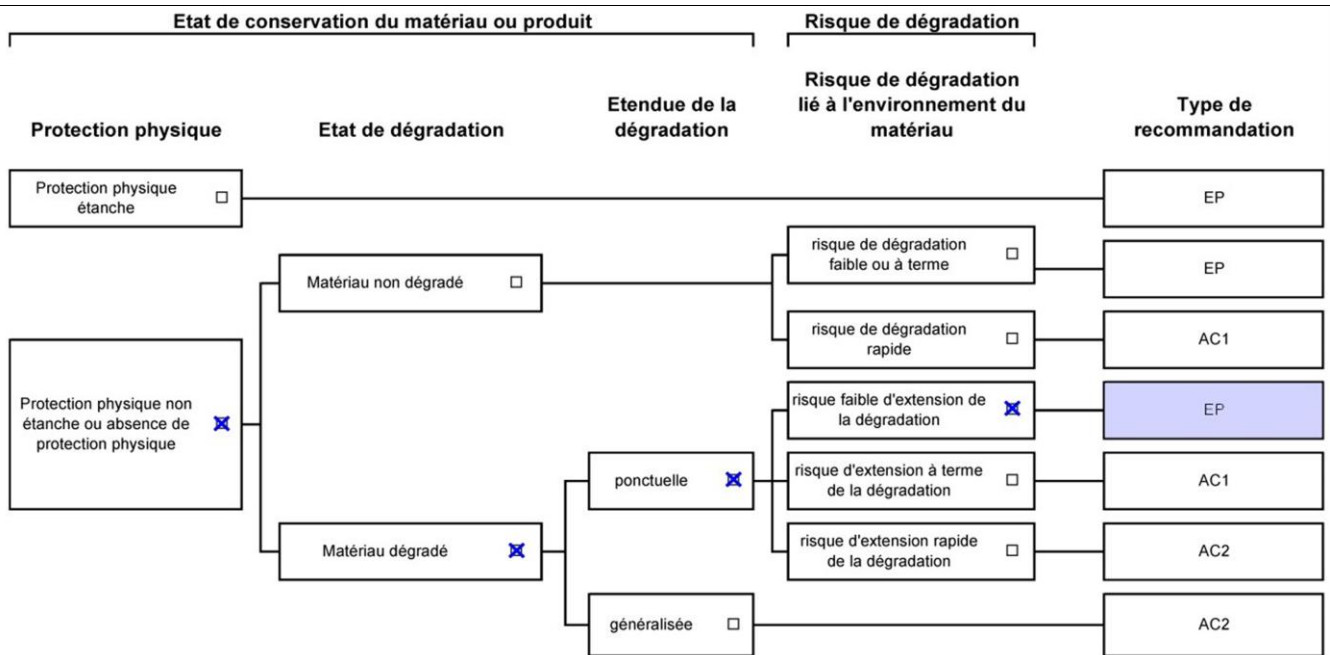 Etat de conservation du matériau ou produit
Risque de dégradation
Protection physique
Etat de dégradation
Etendue de la
dégradation
Risque de dégradation
lié à l'environnement du
matériau
Type de
recommandation
Protection physique
étanche
EP
Matériau non dégradé
risque de dégradation
faible ou à terme
EP
risque de dégradation
rapide
AC1
Protection physique non
étanche ou absence de
protection physique
risque faible d'extension de
la dégradation
EP
ponctuelle
risque d'extension à terme
de la dégradation
AC1
Matériau dégradé
risque d'extension rapide
de la dégradation
AC2
généralisée
AC2